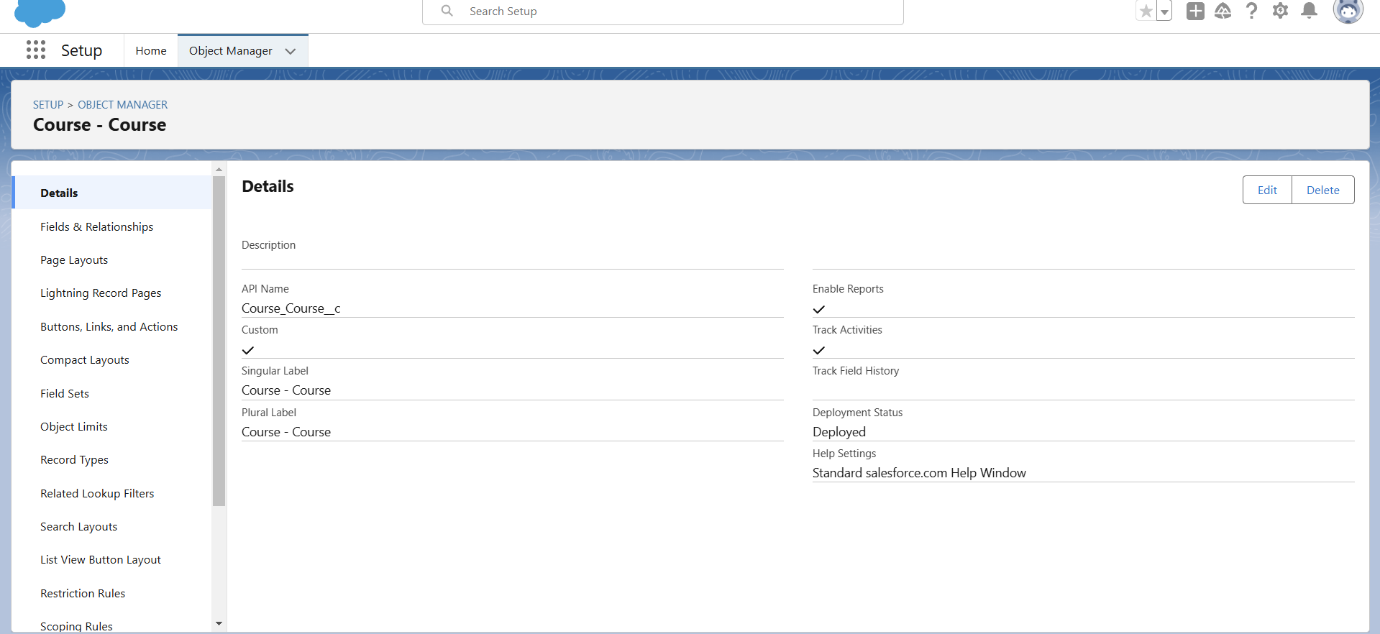 Search Setup
Setup
Home
Object Manager
SETUP > OBJECT MANAGER
Course - Course
Details
Fields & Relationships
Page Layouts
Lightning Record Pages
Buttons, Links, and Actions
Compact Layouts
Field Sets
Object Limits
Record Types
Related Lookup Filters
Search Layouts
List View Button Layout
Restriction Rules
Scoping Rules
Details
Edit
Delete
Description
API Name
Course_Course__c
Custom
Singular Label
Course - Course
Plural Label
Course - Course
Enable Reports
Track Activities
Track Field History
Deployment Status
Deployed
Help Settings
Standard salesforce.com Help Window